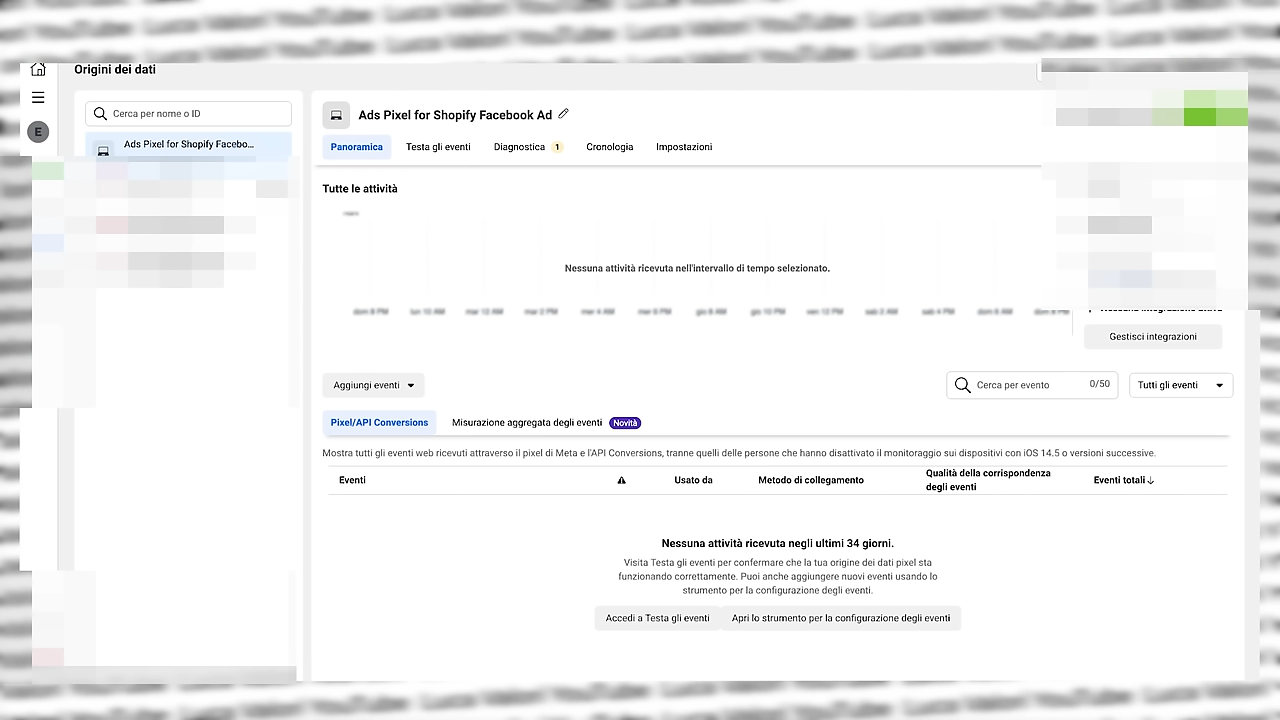 Origini dei dati
Cerca per nome o ID
E
Ads Pixel for Shopify Facebo...
Ads Pixel for Shopify Facebook Ad
Panoramica
Testa gli eventi
Diagnostica 1
Cronologia
Impostazioni
Tutte le attività
Nessuna attività ricevuta nell'intervallo di tempo selezionato.
Gestisci integrazioni
Aggiungi eventi
Cerca per evento
0/50
Tutti gli eventi
Pixel/API Conversions
Misurazione aggregata degli eventi
Novità
Mostra tutti gli eventi web ricevuti attraverso il pixel di Meta e l'API Conversions, tranne quelli delle persone che hanno disattivato il monitoraggio sui dispositivi con iOS 14.5 o versioni successive.
Eventi
Usato da
Metodo di collegamento
Qualità della corrispondenza
degli eventi
Eventi totali
Nessuna attività ricevuta negli ultimi 34 giorni.
Visita Testa gli eventi per confermare che la tua origine dei dati pixel sta
funzionando correttamente. Puoi anche aggiungere nuovi eventi usando lo
strumento per la configurazione degli eventi.
Accedi a Testa gli eventi
Apri lo strumento per la configurazione degli eventi